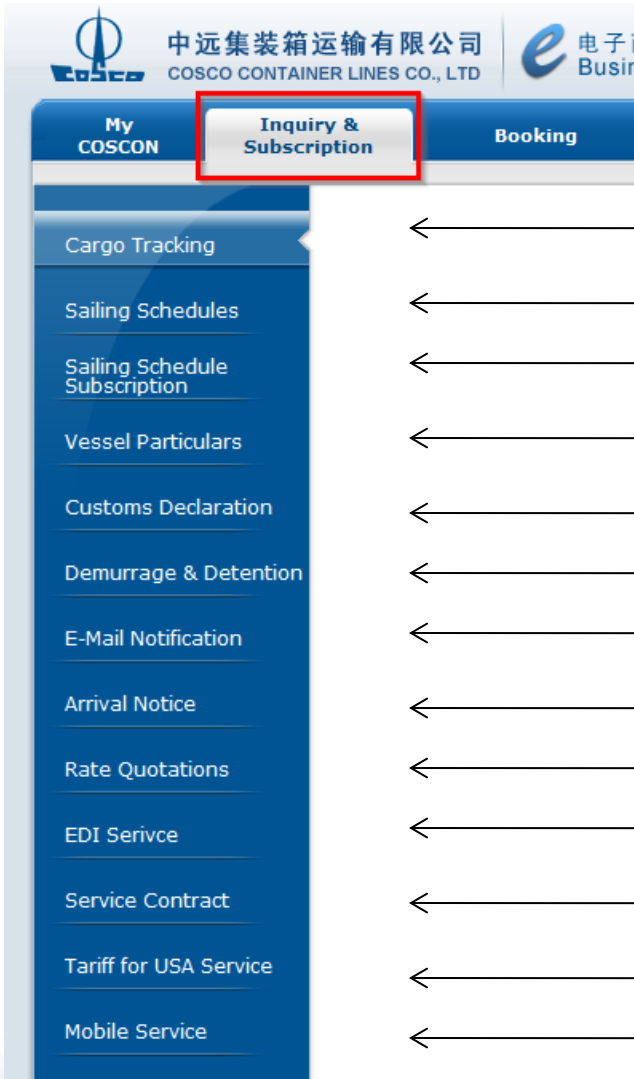 中远集装箱运输有限公司
COSCO
COSCO CONTAINER LINES CO., LTD
电子
Busin
My
COSCON
Inquiry &
Subscription
Booking
Cargo Tracking
Sailing Schedules
Sailing Schedule
Subscription
Vessel Particulars
Customs Declaration
Demurrage & Detention
E-Mail Notification
Arrival Notice
Rate Quotations
EDI Serivce
Service Contract
Tariff for USA Service
Mobile Service